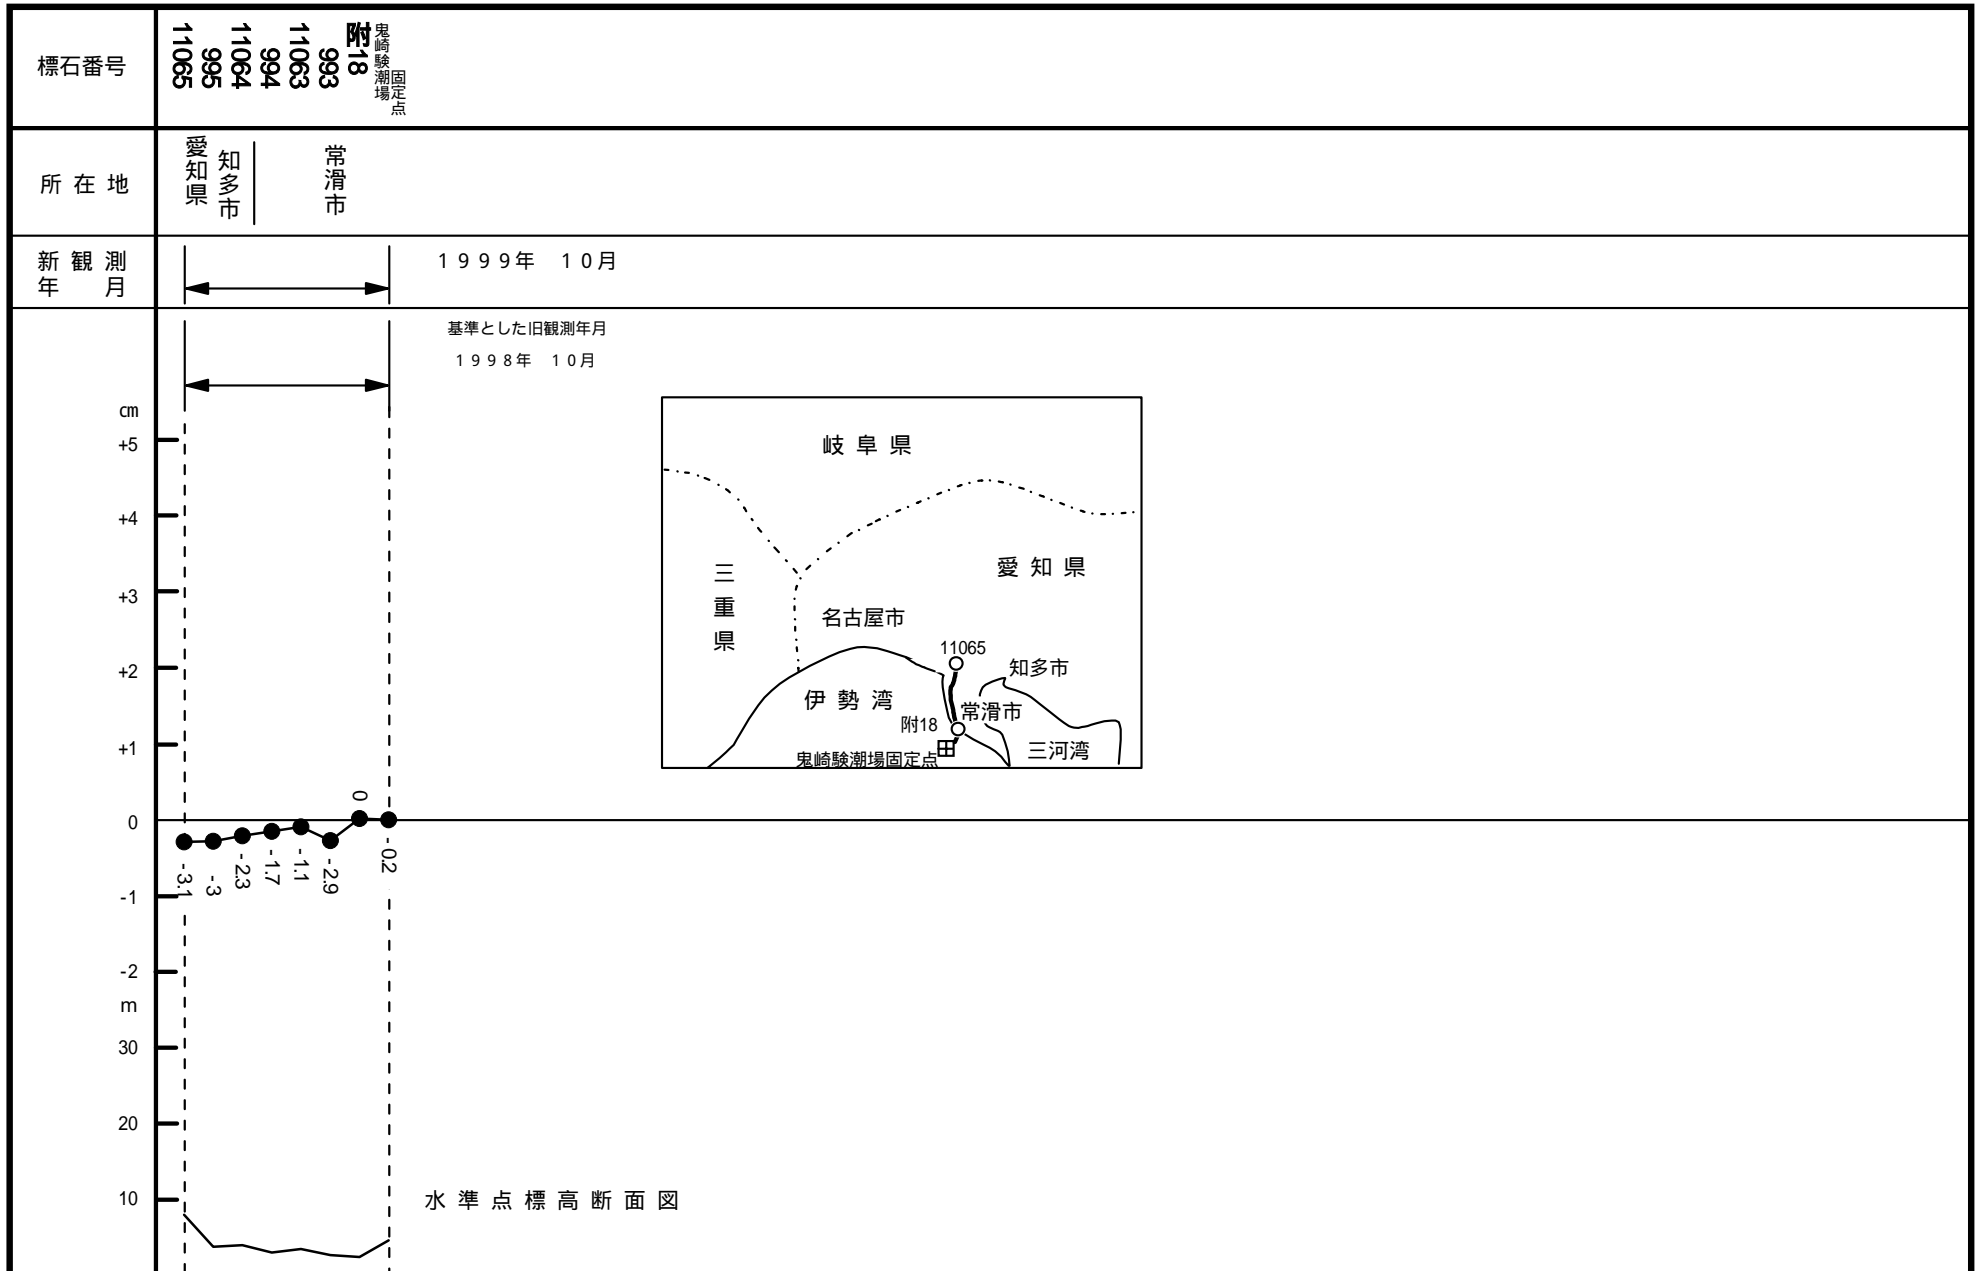 標石番号
11065
995
11064
994
11063
993
附18
鬼崎験潮場
固定点
所在地
愛知県
知多市
常滑市
新観測
年 月
1999年 10月
基準とした旧観測年月
1998年 10月
cm
+5
+4
+3
+2
+1
0
-1
-2
m
30
20
10
-3.1
-3
-2.3
-1.7
-1.1
-2.9
0
-0.2
岐阜県
愛知県
三重県
名古屋市
11065
知多市
伊勢湾
常滑市
附18
三河湾
鬼崎験潮場固定点
水準点標高断面図